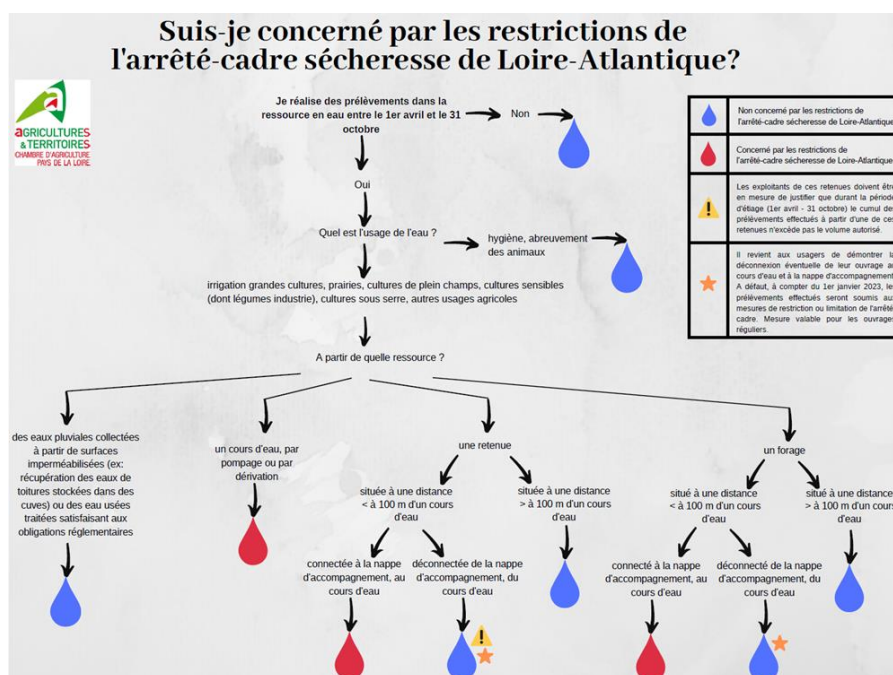 Suis-je concerné par les restrictions de
l'arrêté-cadre sécheresse de Loire-Atlantique?
AGRICULTURES
& TERRITOIRES
CHAMBRE D'AGRICULTURE
PAYS DE LA LOIRE
Je réalise des prélèvements dans la
ressource en eau entre le 1er avril et le 31
octobre
Non
Oui
Quel est l'usage de l'eau ?
hygiène, abreuvement
des animaux
irrigation grandes cultures, prairies, cultures de plein champs, cultures sensibles
(dont légumes industrie), cultures sous serre, autres usages agricoles
A partir de quelle ressource ?
des eaux pluviales collectées
à partir de surfaces
imperméabilisées (ex:
récupération des eaux de
toitures stockées dans des
cuves) ou des eau usées
traitées satisfaisant aux
obligations réglementaires
un cours d'eau, par
pompage ou par
dérivation
une retenue
située à une distance
< à 100 m d'un cours
d'eau
située à une distance
> à 100 m d'un cours
d'eau
connectée à la nappe
d'accompagnement, au
cours d'eau
déconnectée de la nappe
d'accompagnement, du
cours d'eau
un forage
situé à une distance
< à 100 m d'un cours
d'eau
situé à une distance
> à 100 m d'un cours
d'eau
connecté à la nappe
d'accompagnement, au
cours d'eau
déconnecté de la nappe
d'accompagnement, du
cours d'eau
Non concerné par les restrictions de
l'arrêté-cadre sécheresse de Loire-Atlantique
Concerné par les restrictions de
l'arrêté-cadre sécheresse de Loire-Atlantique
Les exploitants de ces retenues doivent êtr
en mesure de justifier que durant la période
d'étiage (1er avril - 31 octobre) le cumul de
prélèvements effectués à partir d'une de ce
retenues n'excède pas le volume autorisé.
Il revient aux usagers de démontrer l
déconnexion éventuelle de leur ouvrage a
cours d'eau et à la nappe d'accompagnement
A défaut, à compter du 1er janvier 2023, le
prélèvements effectués seront soumis au
mesures de restriction ou limitation de l'arrêté
cadre. Mesure valable pour les ouvrages
réguliers.